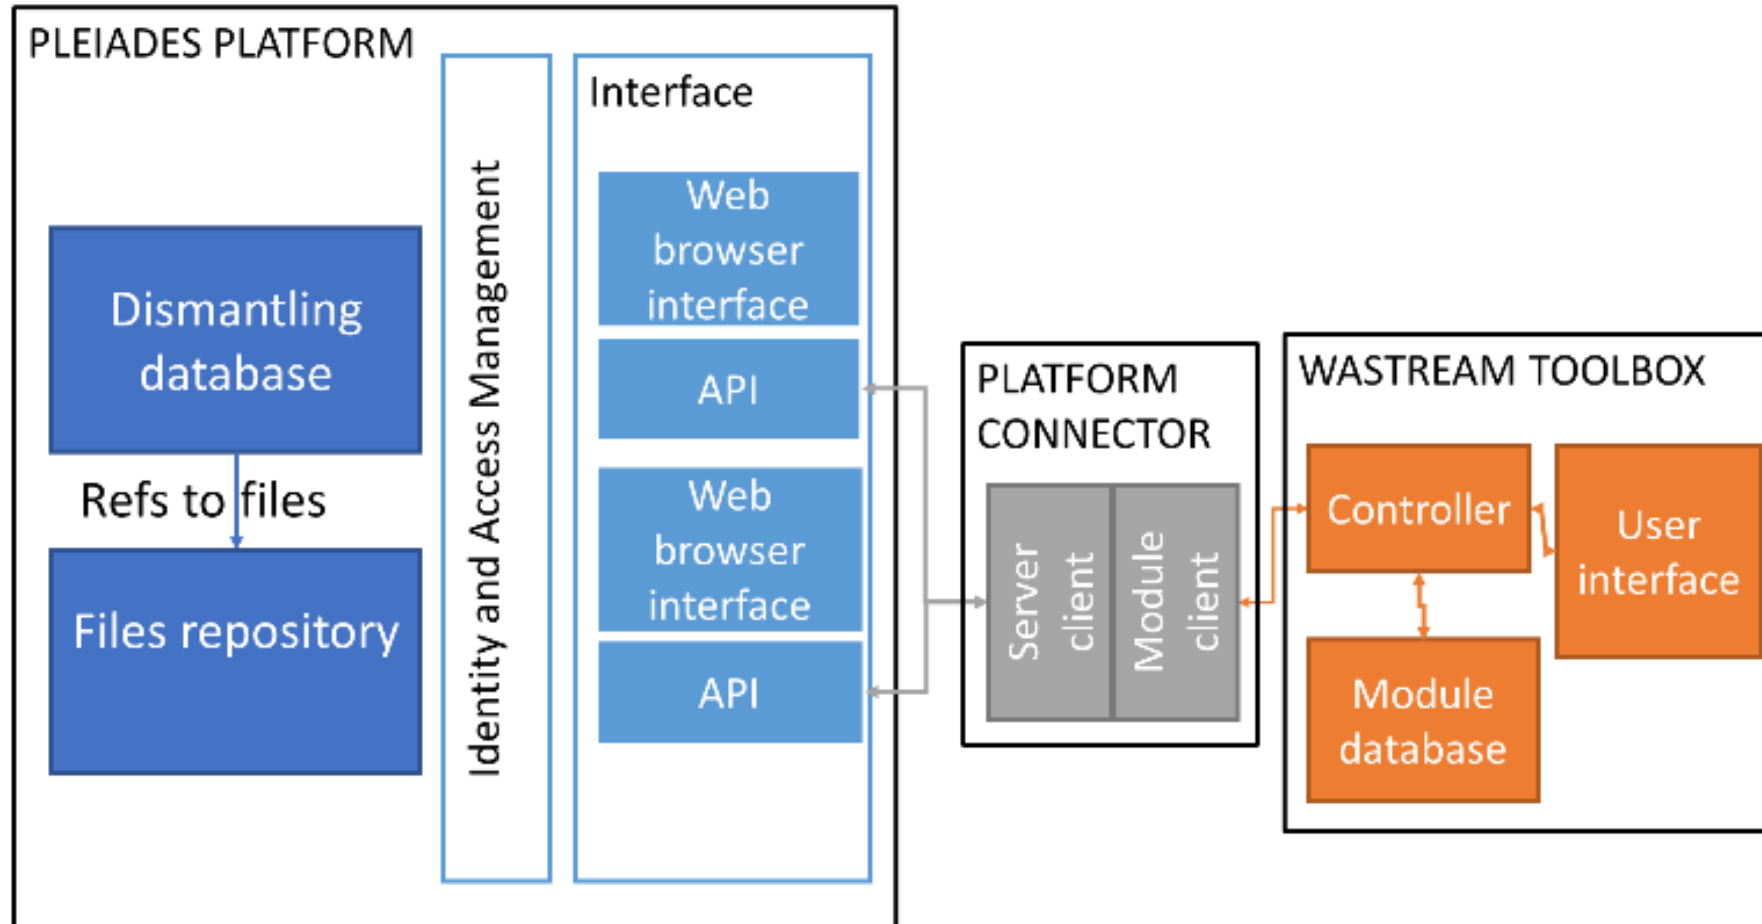 PLEIADES PLATFORM
Dismantling
database
Refs to files
Files repository
Identity and Access Management
Interface
Web
browser
interface
API
Web
browser
interface
API
PLATFORM
CONNECTOR
Server
client
Module
client
WASTREAM TOOLBOX
Controller
User
interface
Module
database